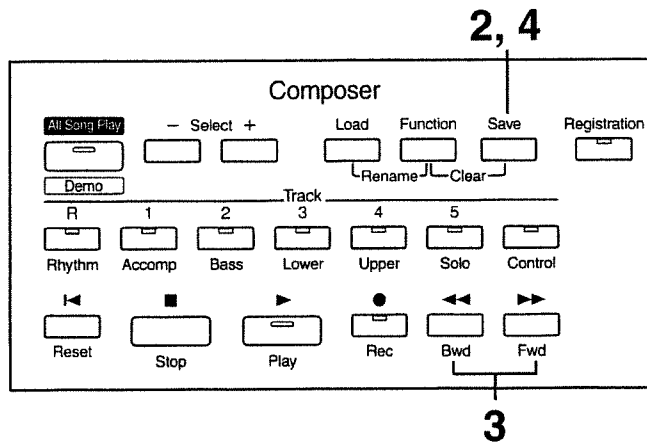 2, 4
Composer
All Song Play
− Select +
Load Function Save Registration
Rename Clear
Demo
Track
R 1 2 3 4 5
Rhythm Accomp Bass Lower Upper Solo Control
Reset Stop Play Rec Bwd Fwd
3